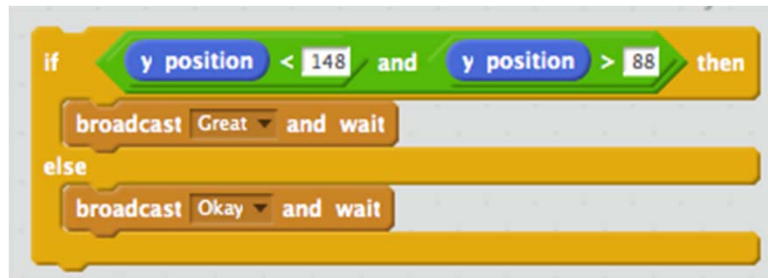 if y position < 148 and y position > 88 then
broadcast Great and wait
else
broadcast Okay and wait